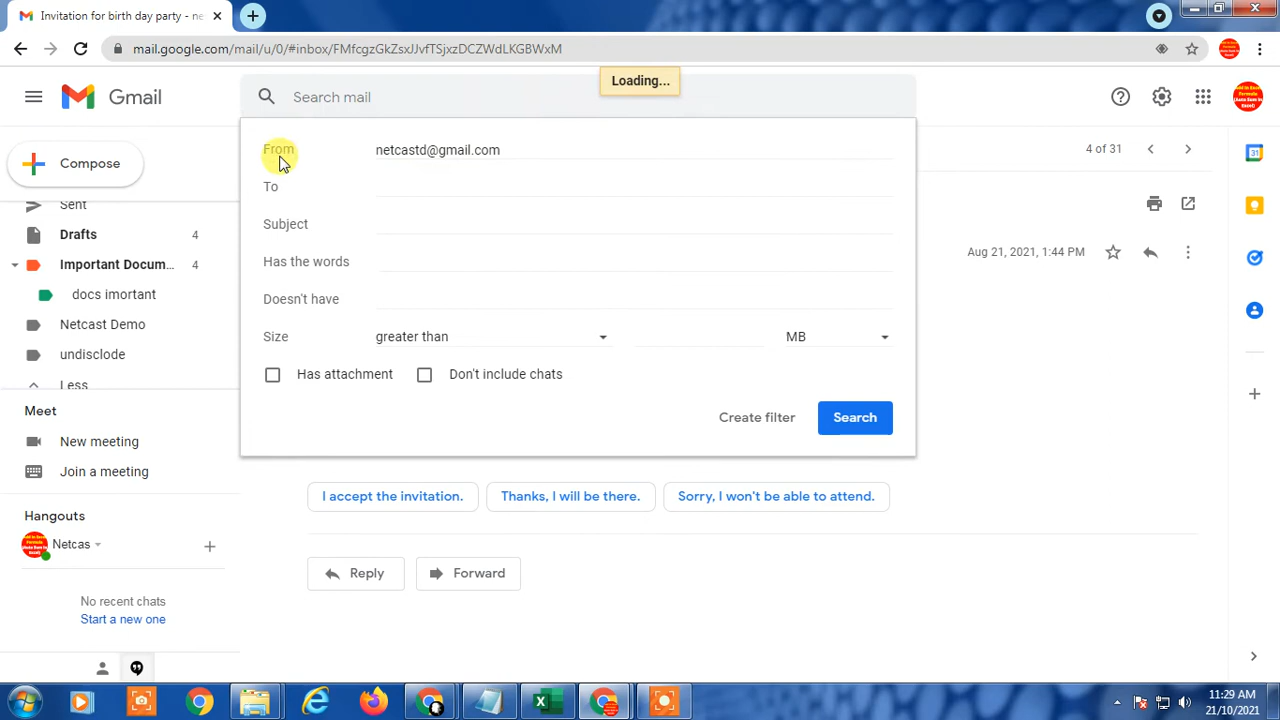 Invitation for birth day party - ne
mail.google.com/mail/u/0/#inbox/FMfcgzGkZsxJJvfTSjxzDCZWdLKGBWxM
Loading...
Gmail
Search mail
From
netcastd@gmail.com
4 of 31
Compose
To
Sent
Subject
Drafts 4
Aug 21, 2021, 1:44 PM
Important Docum... 4
Has the words
docs imortant
Doesn't have
Netcast Demo
Size greater than MB
undisclode
Has attachment Don't include chats
Less
Meet
Create filter Search
New meeting
Join a meeting
I accept the invitation. Thanks, I will be there. Sorry, I won't be able to attend.
Hangouts
Netcas
Reply Forward
No recent chats
Start a new one
11:29 AM
21/10/2021